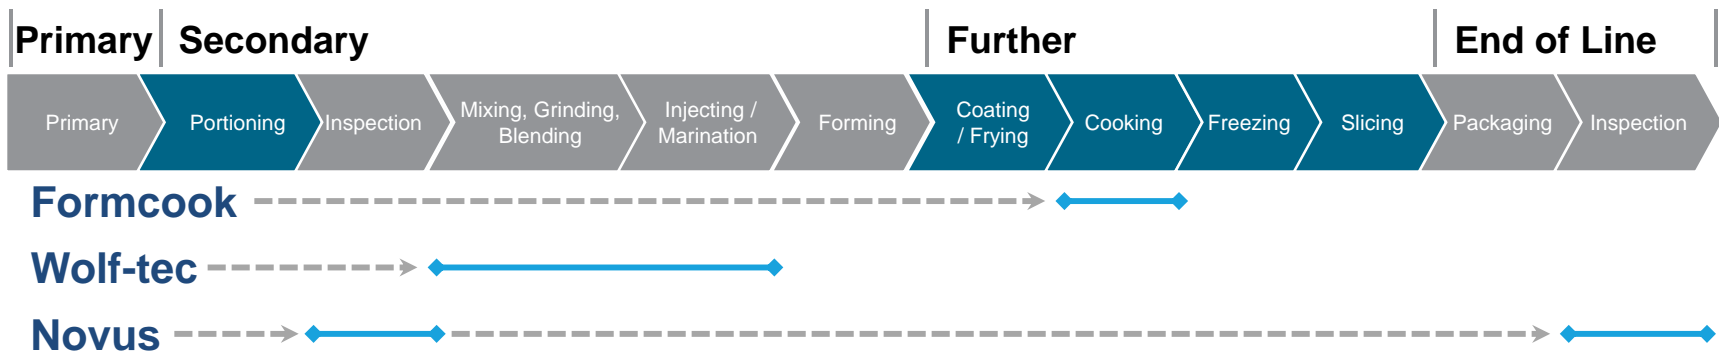 Primary Secondary Further End of Line
Primary
Portioning
Inspection
Mixing, Grinding,
Blending
Injecting /
Marination
Forming
Coating
/ Frying
Cooking
Freezing
Slicing
Packaging
Inspection
Formcook
Wolf-tec
Novus